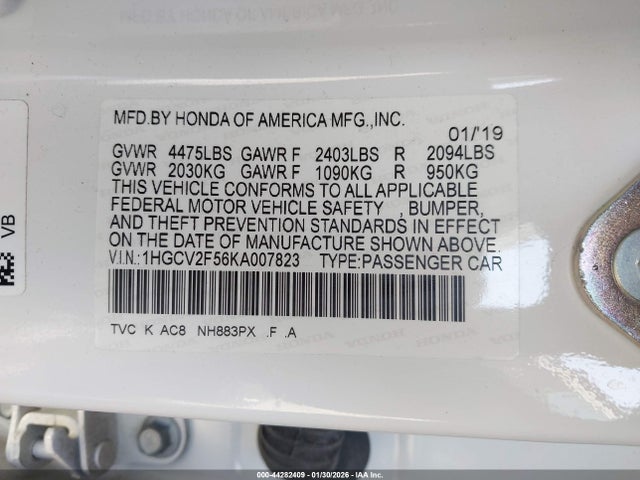 MFD.BY HONDA OF AMERICA MFG.,INC.
01/'19
GVWR 4475LBS GAWR F 2403LBS R 2094LBS
GVWR 2030KG GAWR F 1090KG R 950KG
THIS VEHICLE CONFORMS TO ALL APPLICABLE
FEDERAL MOTOR VEHICLE SAFETY , BUMPER,
AND THEFT PREVENTION STANDARDS IN EFFECT
ON THE DATE OF MANUFACTURE SHOWN ABOVE.
V.I.N.:1HGCV2F56KA007823 TYPE:PASSENGER CAR
TVC K AC8 NH883PX .F .A
VB
000-44282409 - 01/30/2026 - IAA Corp.